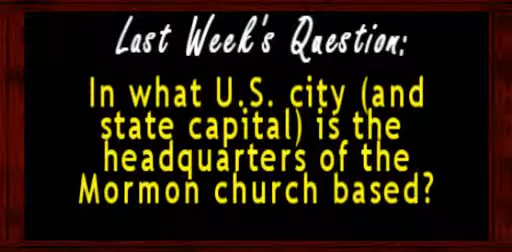 Last Week's Question:
In what U.S. city (and
state capital) is the
headquarters of the
Mormon church based?